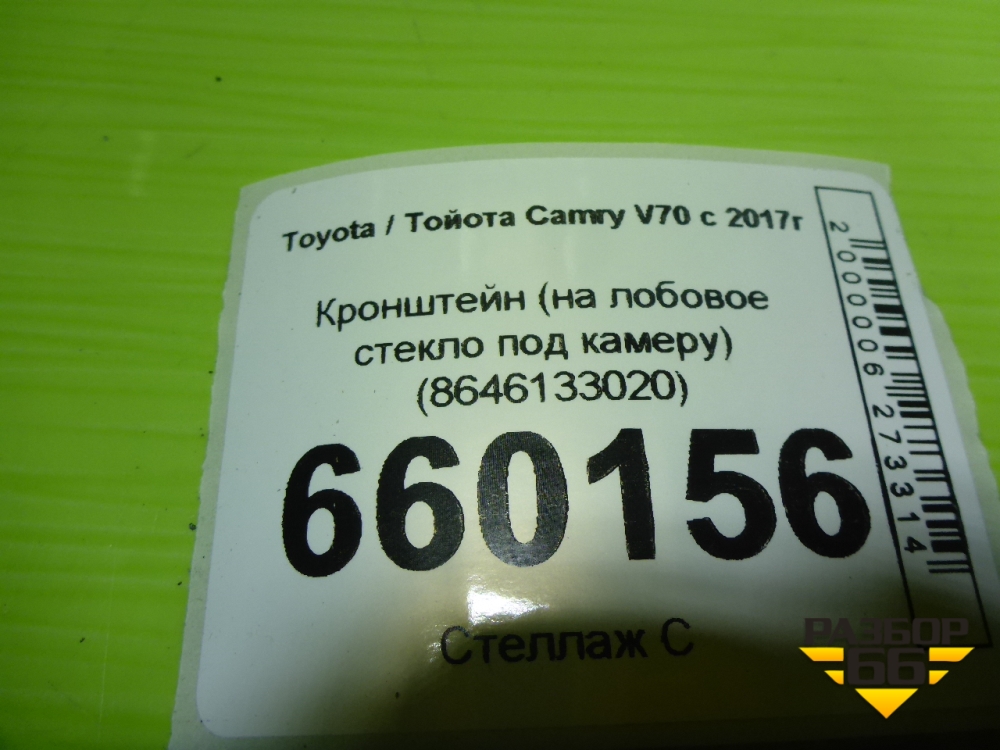 Toyota / Тойота Camry V70 с 2017г
Кронштейн (на лобовое
стекло под камеру)
(8646133020)
660156
Стеллаж С
2000006273314
РАЗБОР
66